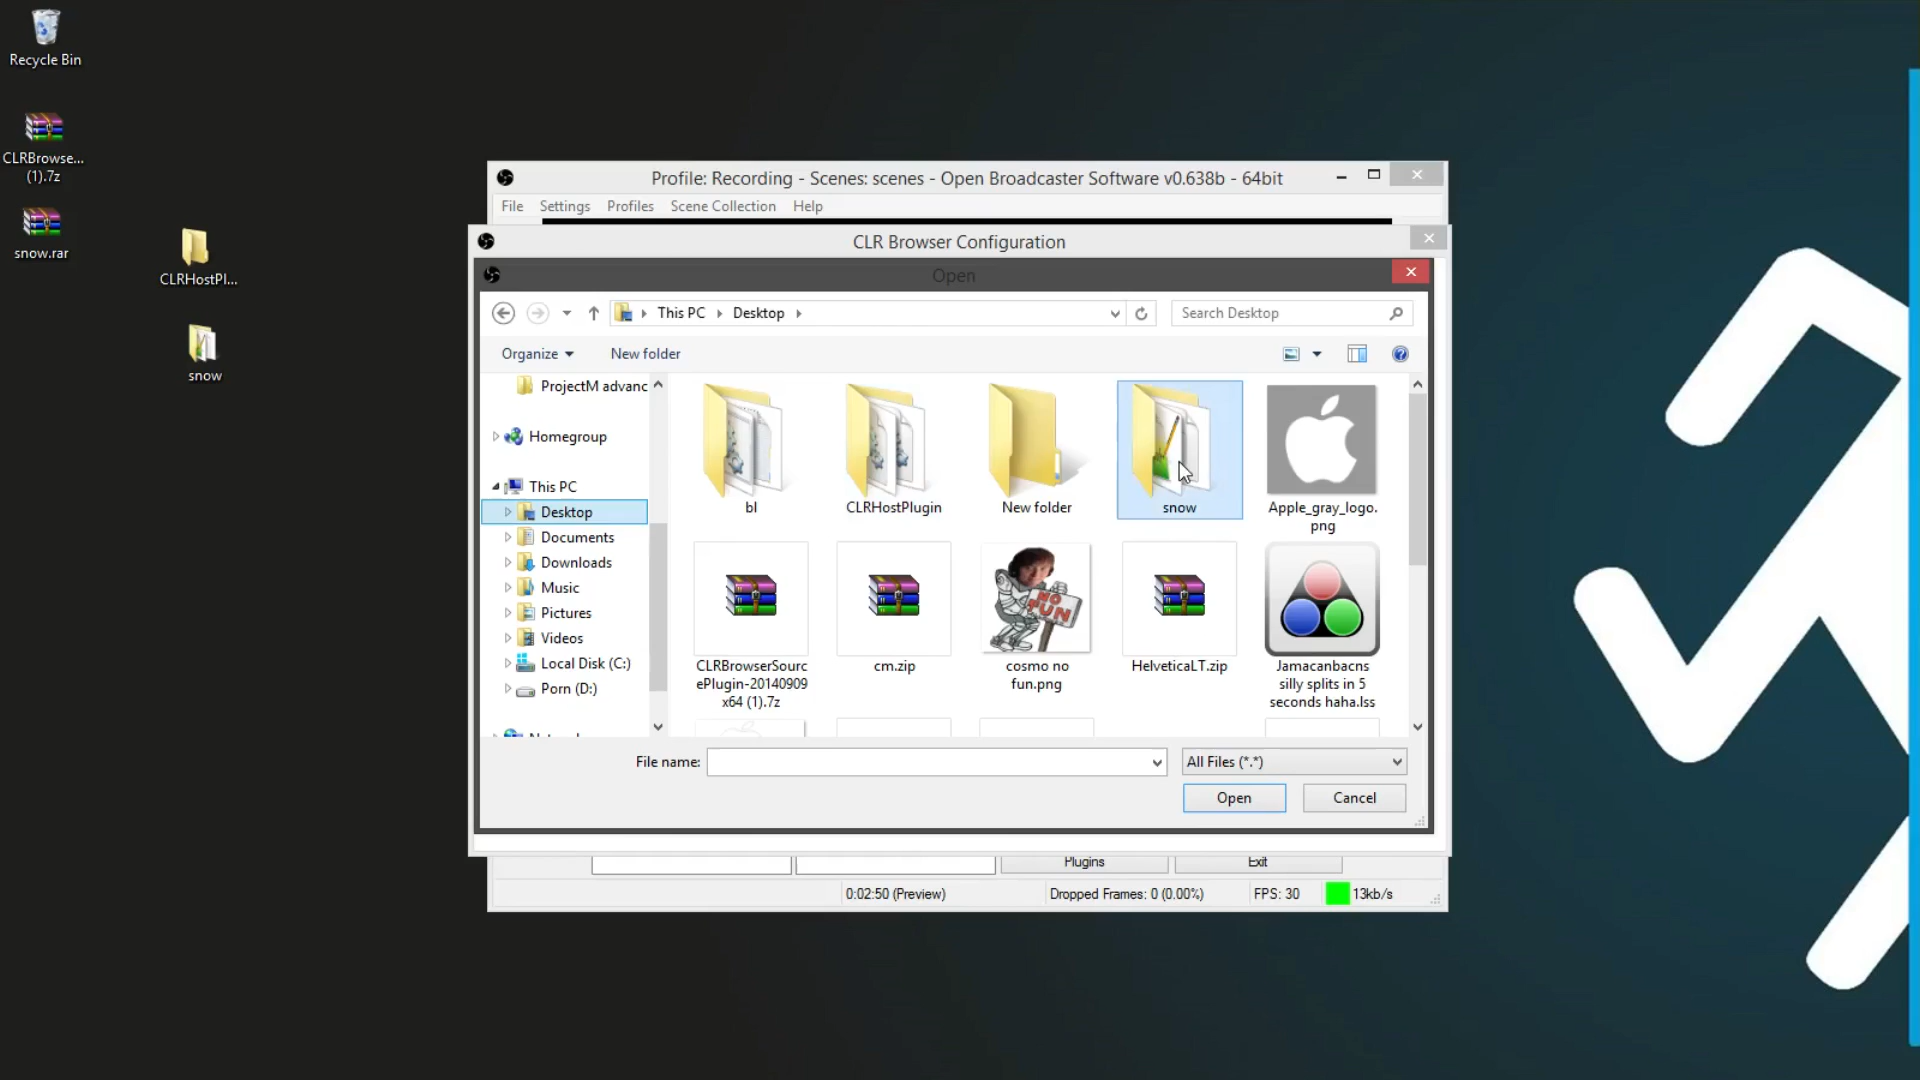 Recycle Bin
CLRBrowse...
(1).7z
snow.rar
CLRHostPl...
snow
Profile: Recording - Scenes: scenes - Open Broadcaster Software v0.638b - 64bit
File Settings Profiles Scene Collection Help
CLR Browser Configuration
Open
This PC Desktop
Search Desktop
Organize New folder
ProjectM advanc
Homegroup
This PC
Desktop
Documents
Downloads
Music
Pictures
Videos
Local Disk (C:)
Porn (D:)
bl
CLRHostPlugin
New folder
snow
Apple_gray_logo.
png
CLRBrowserSourc
ePlugin-20140909
x64 (1).7z
cm.zip
NO
FUN
cosmo no
fun.png
HelveticaLT.zip
Jamacanbacns
silly splits in 5
seconds haha.lss
File name:
All Files (*.*)
Open Cancel
Plugins Exit
0:02:50 (Preview) Dropped Frames: 0 (0.00%) FPS: 30 13kb/s